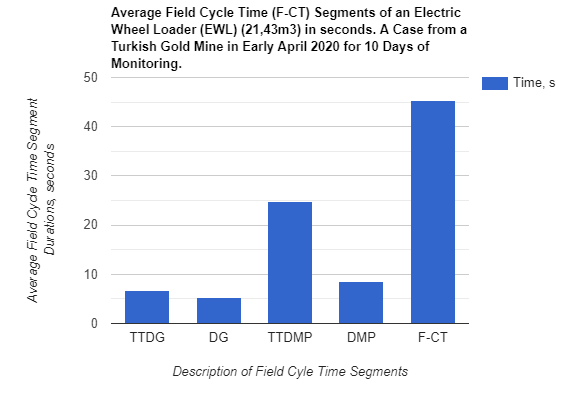 Average Field Cycle Time (F-CT) Segments of an Electric
Wheel Loader (EWL) (21,43m3) in seconds. A Case from a
Turkish Gold Mine in Early April 2020 for 10 Days of
Monitoring.
Time, s
Average Field Cycle Time Segment
Durations, seconds
50
40
30
20
10
0
TTDG DG TTDMP DMP F-CT
Description of Field Cyle Time Segments